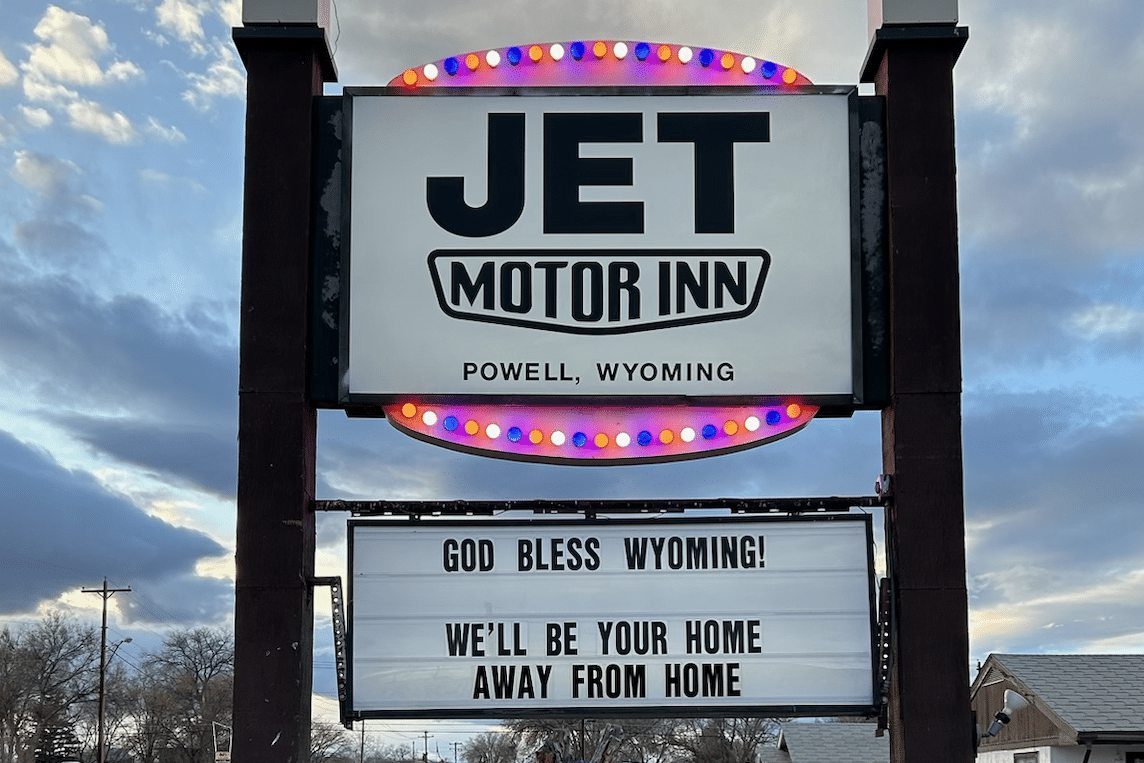 JET
MOTOR INN
POWELL, WYOMING
GOD BLESS WYOMING!
WE'LL BE YOUR HOME
AWAY FROM HOME